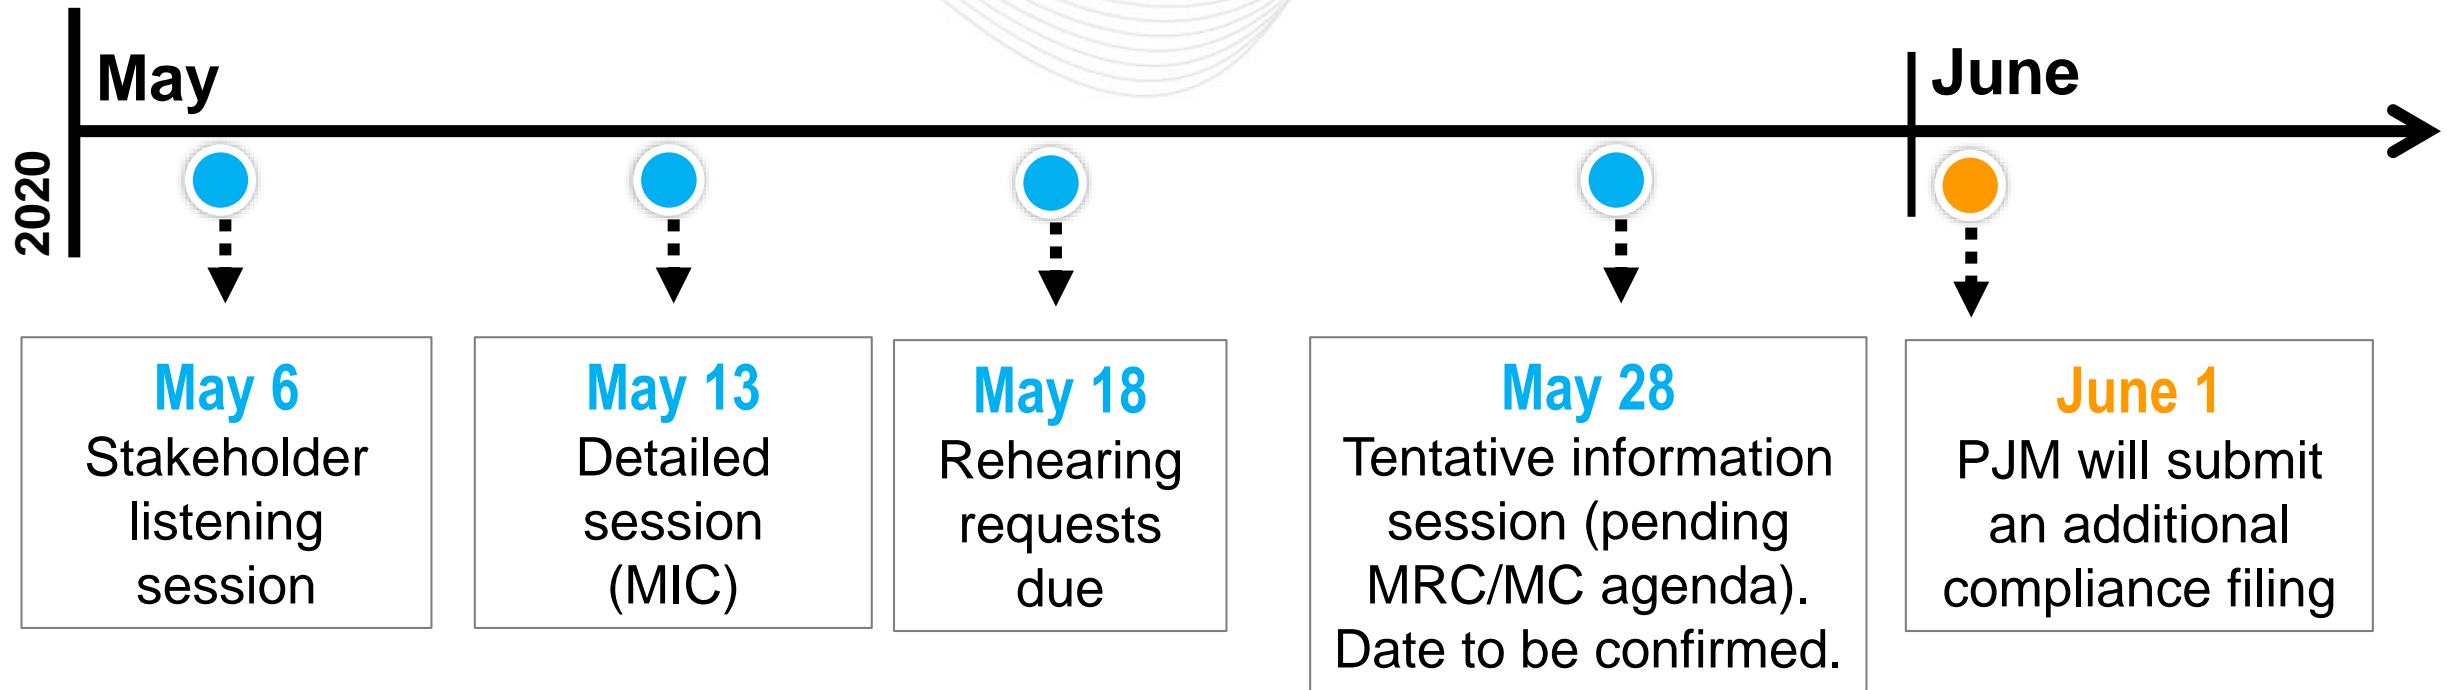 2020
May
June
May 6
Stakeholder
listening
session
May 13
Detailed
session
(MIC)
May 18
Rehearing
requests
due
May 28
Tentative information
session (pending
MRC/MC agenda).
Date to be confirmed.
June 1
PJM will submit
an additional
compliance filing